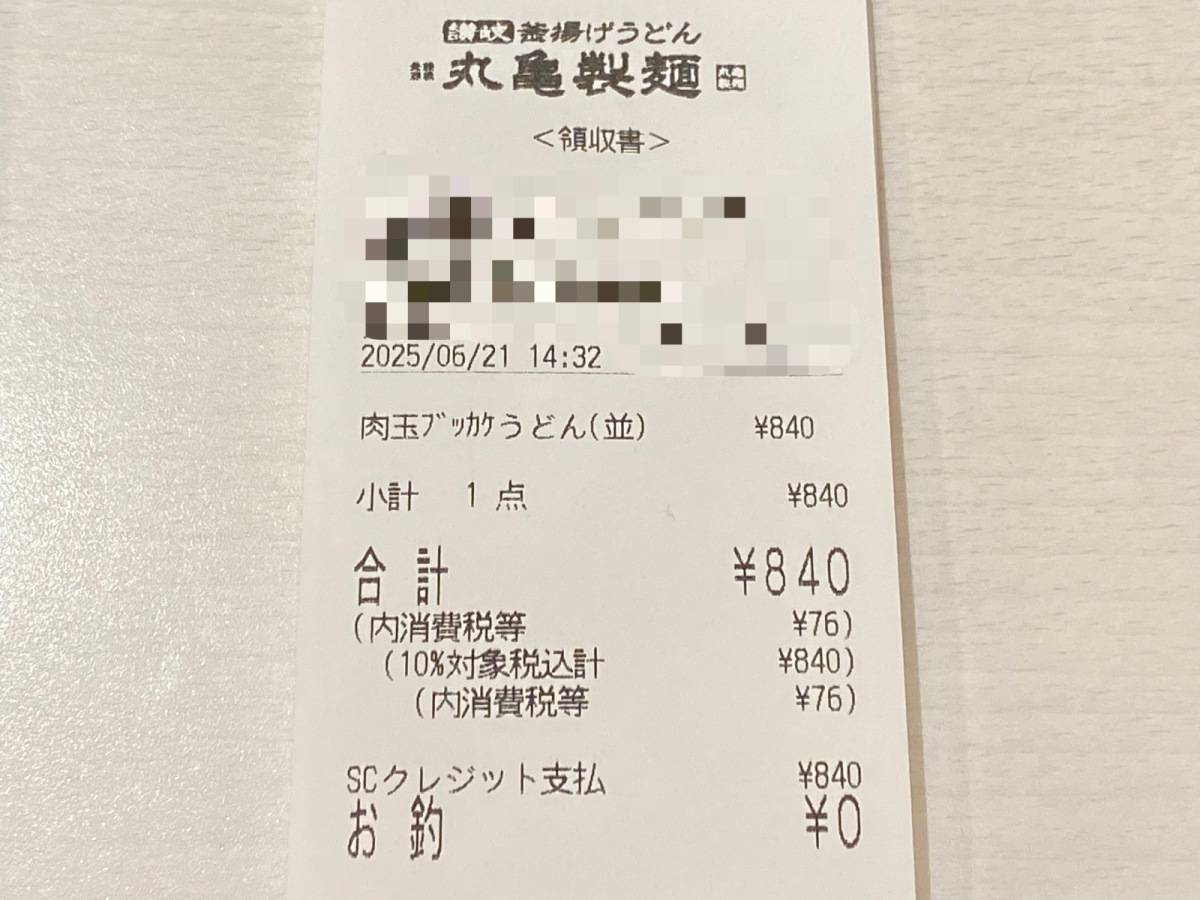 讃岐釜揚げうどん
丸亀製麺
＜領収書＞
2025/06/21 14:32
肉玉ﾌﾞｯｶｹうどん(並) ¥840
小計 1 点 ¥840
合 計 ¥840
(内消費税等 ¥76)
(10%対象税込計 ¥840)
(内消費税等 ¥76)
SCクレジット支払 ¥840
お 釣 ¥0